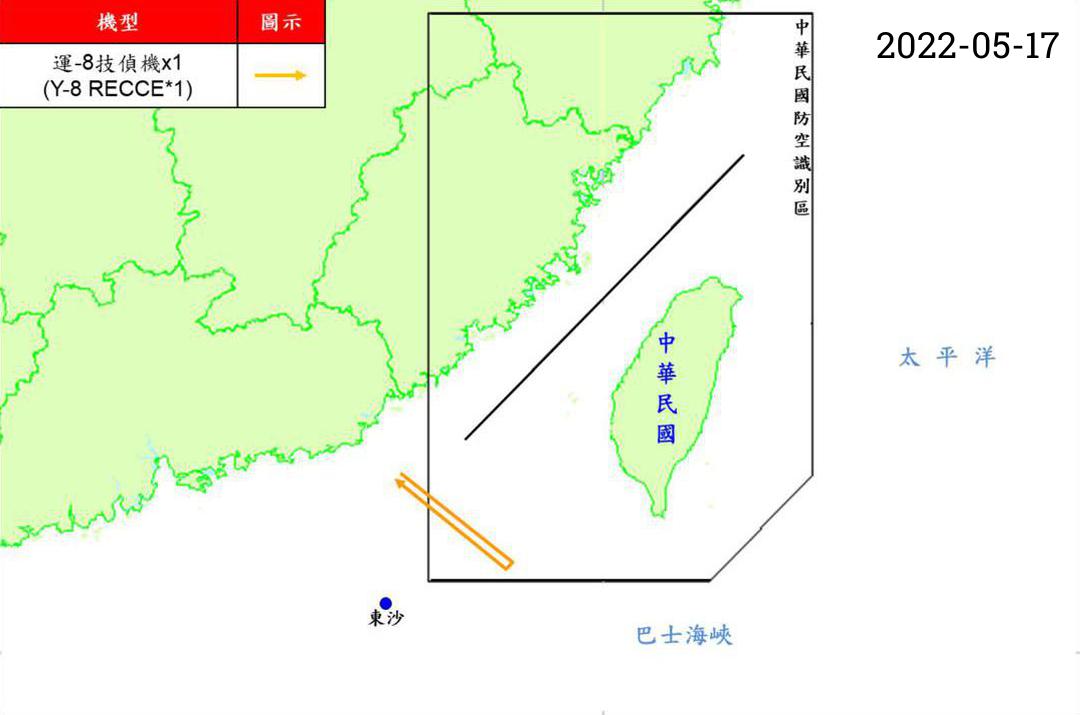 機型
圖示
運-8技偵機x1
(Y-8 RECCE*1)
2022-05-17
中華民國防空識別區
中華民國
太平洋
東沙
巴士海峽